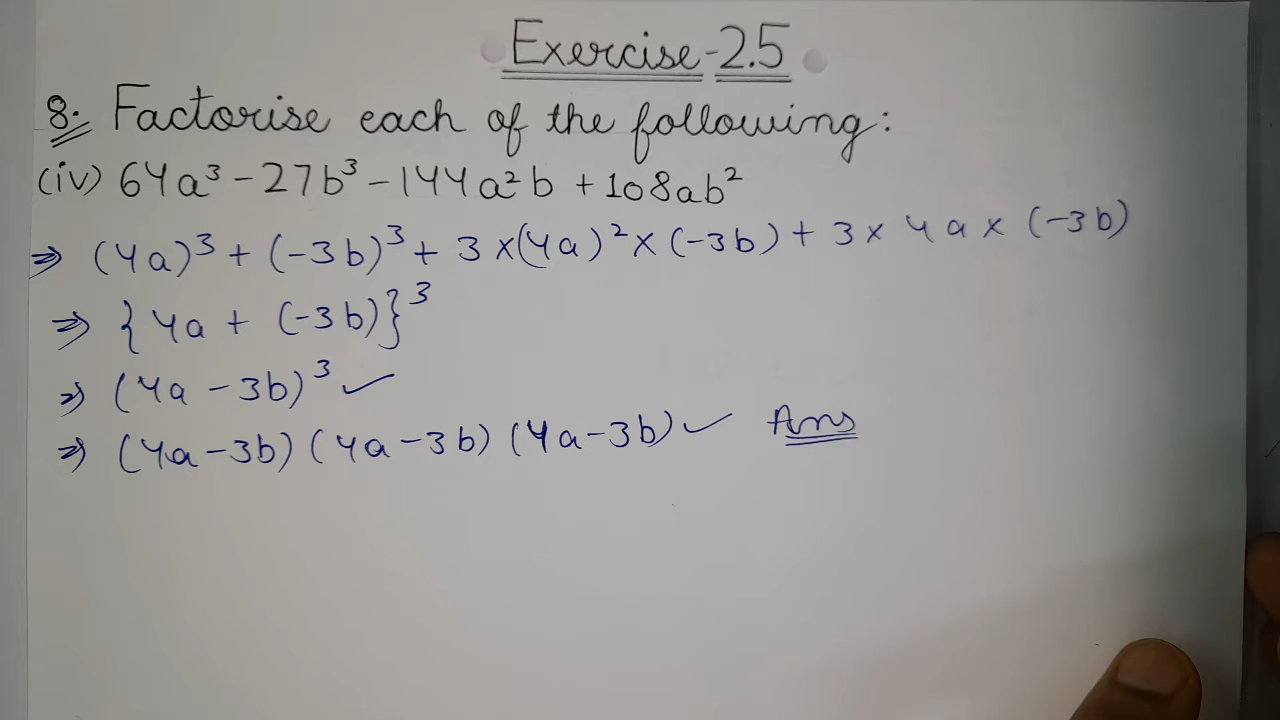 Exercise-2.5
8. Factorise each of the following:
(iv) 64a³ - 27b³ - 144a²b + 108ab²
⇒ (4a)³ + (-3b)³ + 3×(4a)²×(-3b) + 3× 4a× (-3b)
⇒ {4a + (-3b)}³
⇒ (4a - 3b)³ ✓
⇒ (4a-3b) (4a-3b) (4a-3b) ✓ Ans